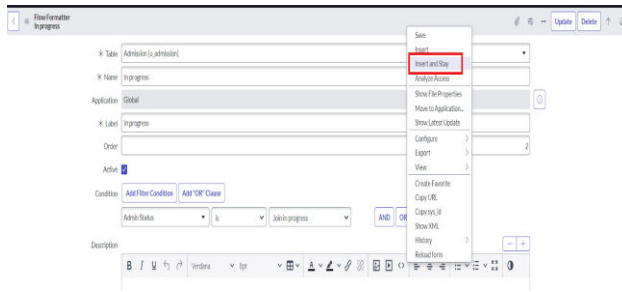 Flow Formatter
In progress
Update Delete
Table Admission [u_admission]
Name In progress
Application Global
Label In progress
Order 2
Active
Condition Add Filter Condition Add "OR" Clause
Admin Status is Join in progress AND OR
Description
B I U Verdana 8pt
Save
Insert
Insert and Stay
Analyze Access
Show File Properties
Move to Application...
Show Latest Update
Configure
Export
View
Create Favorite
Copy URL
Copy sys_id
Show XML
History
Reload form